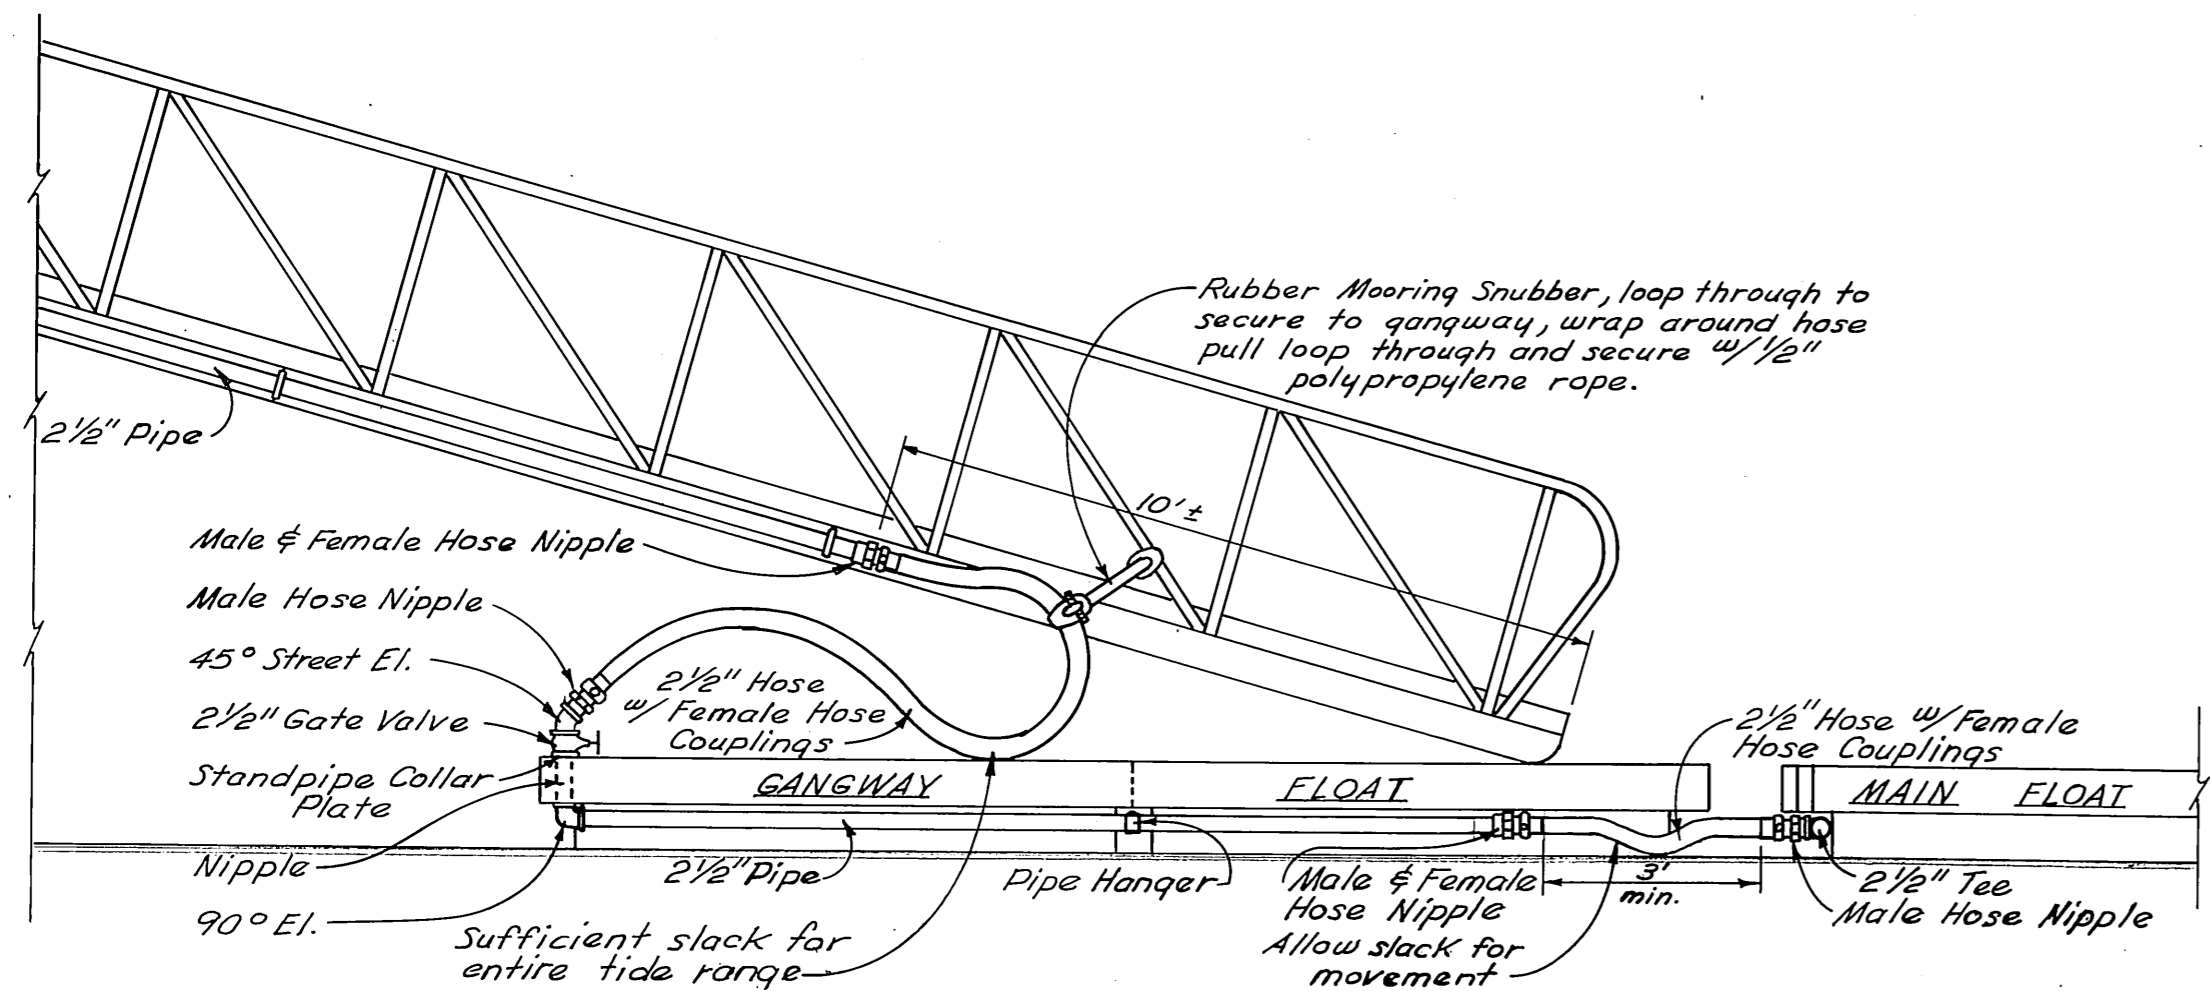 Rubber Mooring Snubber, loop through to
secure to gangway, wrap around hose
pull loop through and secure w/ 1/2"
polypropylene rope.
2 1/2" Pipe
10' ±
Male & Female Hose Nipple
Male Hose Nipple
45° Street El.
2 1/2" Gate Valve
Standpipe Collar
Plate
Nipple
90° El.
2 1/2" Hose
w/ Female Hose
Couplings
2 1/2" Hose w/ Female
Hose Couplings
GANGWAY FLOAT
MAIN FLOAT
2 1/2" Pipe
Pipe Hanger
Male & Female
Hose Nipple
3'
min.
2 1/2" Tee
Male Hose Nipple
Sufficient slack for
entire tide range
Allow slack for
movement